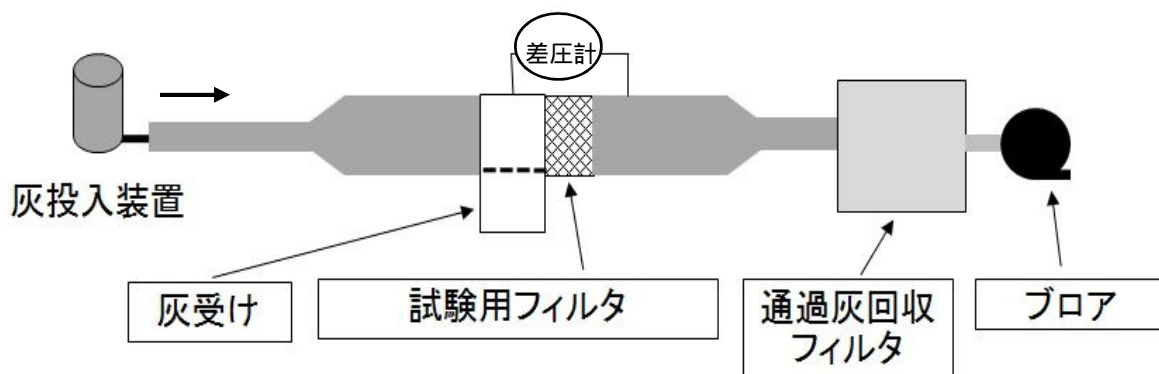 差圧計
灰投入装置
灰受け
試験用フィルタ
通過灰回収
フィルタ
ブロア